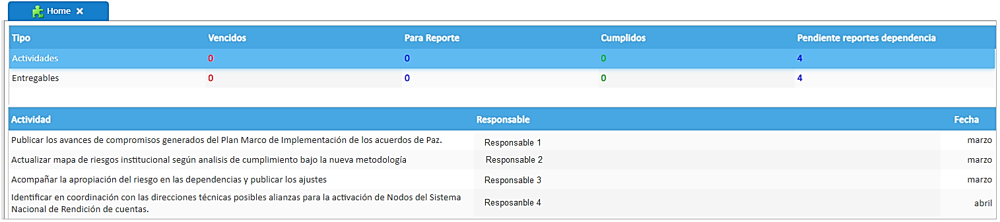 Home
Tipo Vencidos Para Reporte Cumplidos Pendiente reportes dependencia
Actividades 0 0 0 4
Entregables 0 0 0 4
Actividad Responsable Fecha
Publicar los avances de compromisos generados del Plan Marco de Implementación de los acuerdos de Paz. Responsable 1 marzo
Actualizar mapa de riesgos institucional según analisis de cumplimiento bajo la nueva metodología Responsable 2 marzo
Acompañar la apropiación del riesgo en las dependencias y publicar los ajustes Responsable 3 marzo
Identificar en coordinación con las direcciones técnicas posibles alianzas para la activación de Nodos del Sistema
Nacional de Rendición de cuentas. Resposanble 4 abril